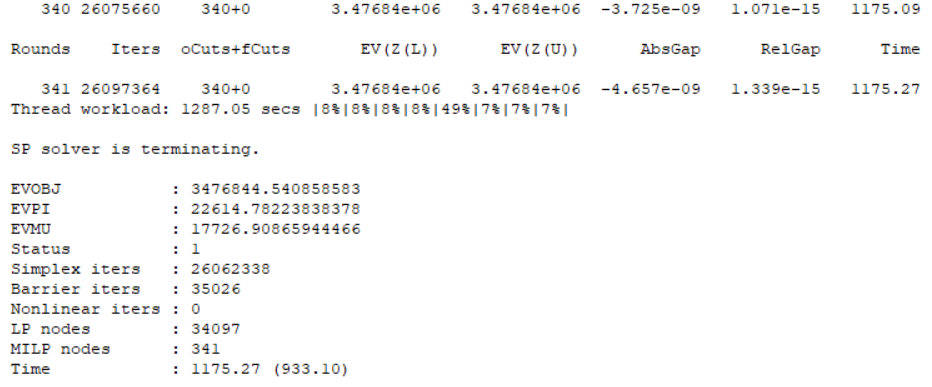 340 26075660    340+0         3.47684e+06   3.47684e+06 -3.725e-09  1.071e-15   1175.09
Rounds    Iters  oCuts+fCuts       EV(Z(L))      EV(Z(U))     AbsGap     RelGap      Time
341 26097364    340+0         3.47684e+06   3.47684e+06 -4.657e-09  1.339e-15   1175.27
Thread workload: 1287.05 secs |8%|8%|8%|8%|49%|7%|7%|7%|
SP solver is terminating.
EVOBJ            : 3476844.540858583
EVPI             : 22614.78223838378
EVMU             : 17726.90865944466
Status           : 1
Simplex iters    : 26062338
Barrier iters    : 35026
Nonlinear iters : 0
LP nodes         : 34097
MILP nodes       : 341
Time             : 1175.27 (933.10)